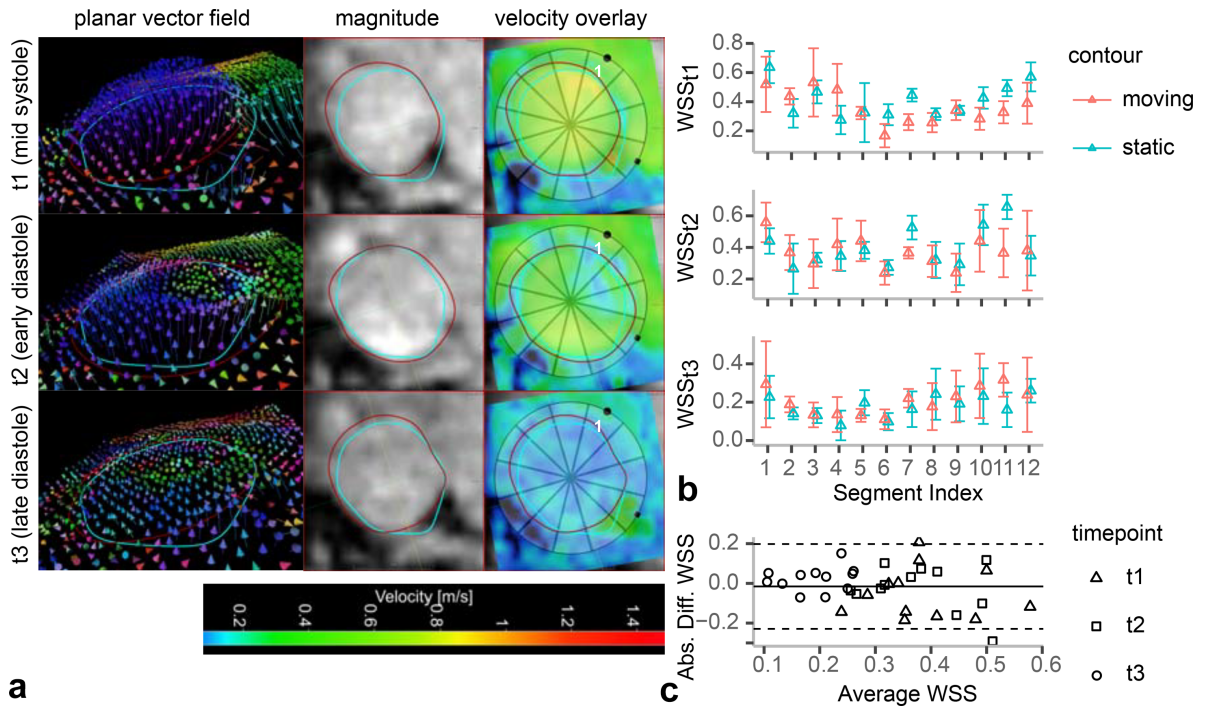 planar vector field
magnitude
velocity overlay
t1 (mid systole)
t2 (early diastole)
t3 (late diastole)
1
1
1
Velocity [m/s]
0.2 0.4 0.6 0.8 1 1.2 1.4
a
WSSt1
0.8
0.6
0.4
0.2
contour
moving
static
WSSt2
0.6
0.4
0.2
WSSt3
0.4
0.2
0.0
1 2 3 4 5 6 7 8 9 10 11 12
Segment Index
b
Abs. Diff. WSS
0.2
0.0
−0.2
0.1 0.2 0.3 0.4 0.5 0.6
Average WSS
c
timepoint
t1
t2
t3